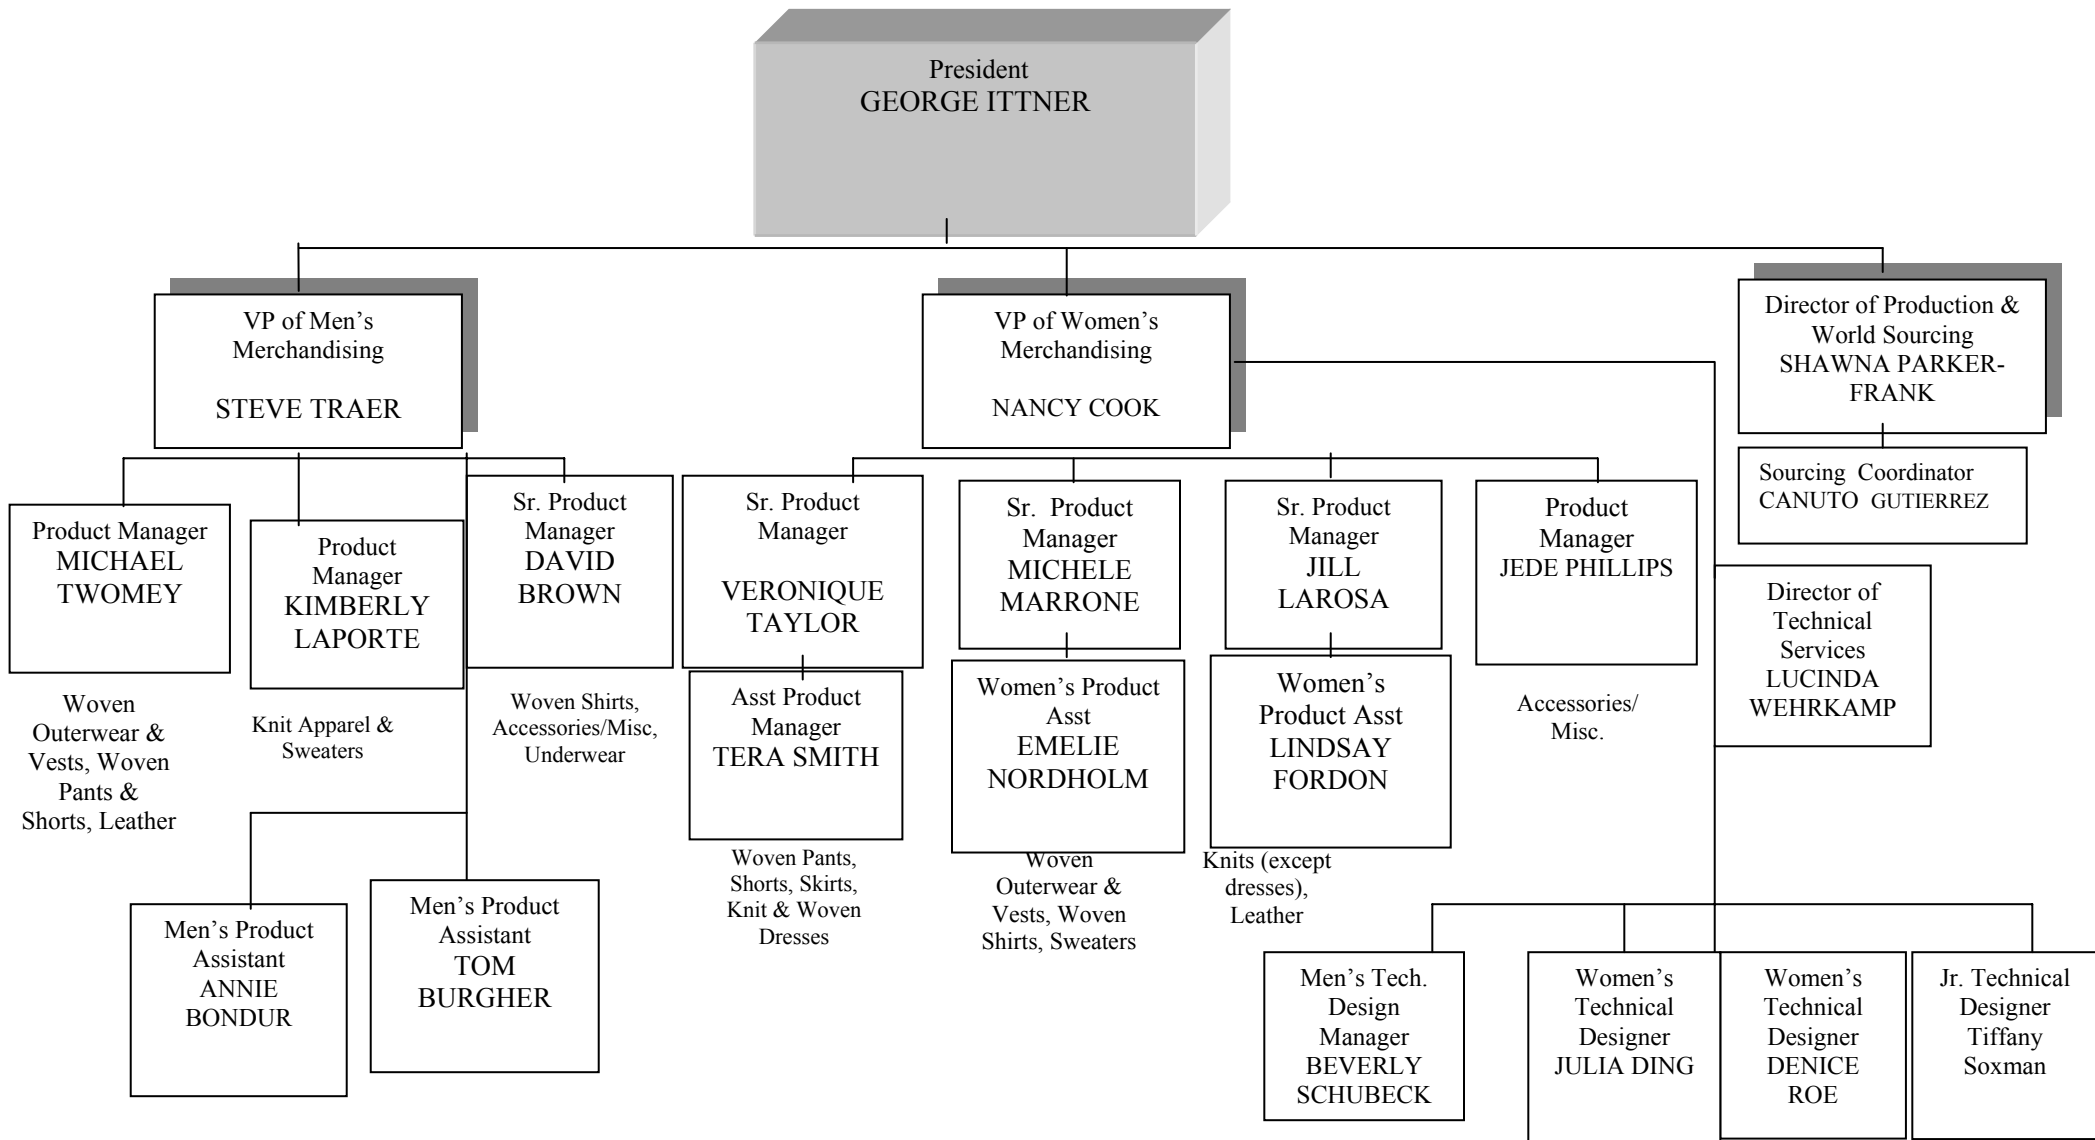 President
GEORGE ITTNER
VP of Men’s
Merchandising
STEVE TRAER
VP of Women’s
Merchandising
NANCY COOK
Director of Production &
World Sourcing
SHAWNA PARKER-
FRANK
Sourcing Coordinator
CANUTO GUTIERREZ
Product Manager
MICHAEL
TWOMEY
Woven
Outerwear &
Vests, Woven
Pants &
Shorts, Leather
Product
Manager
KIMBERLY
LAPORTE
Knit Apparel &
Sweaters
Sr. Product
Manager
DAVID
BROWN
Woven Shirts,
Accessories/Misc,
Underwear
Sr. Product
Manager
VERONIQUE
TAYLOR
Asst Product
Manager
TERA SMITH
Woven Pants,
Shorts, Skirts,
Knit & Woven
Dresses
Sr. Product
Manager
MICHELE
MARRONE
Women’s Product
Asst
EMELIE
NORDHOLM
Woven
Outerwear &
Vests, Woven
Shirts, Sweaters
Sr. Product
Manager
JILL
LAROSA
Women’s
Product Asst
LINDSAY
FORDON
Knits (except
dresses),
Leather
Product
Manager
JEDE PHILLIPS
Accessories/
Misc.
Director of
Technical
Services
LUCINDA
WEHRKAMP
Men’s Product
Assistant
ANNIE
BONDUR
Men’s Product
Assistant
TOM
BURGHER
Men’s Tech.
Design
Manager
BEVERLY
SCHUBECK
Women’s
Technical
Designer
JULIA DING
Women’s
Technical
Designer
DENICE
ROE
Jr. Technical
Designer
Tiffany
Soxman